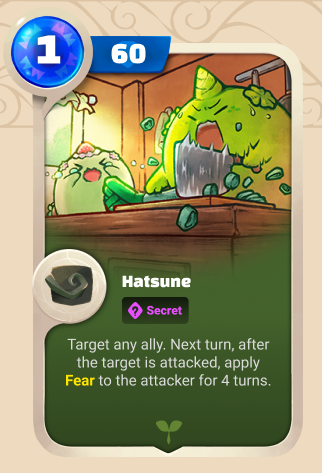 1
60
Hatsune
Secret
Target any ally. Next turn, after
the target is attacked, apply
Fear to the attacker for 4 turns.